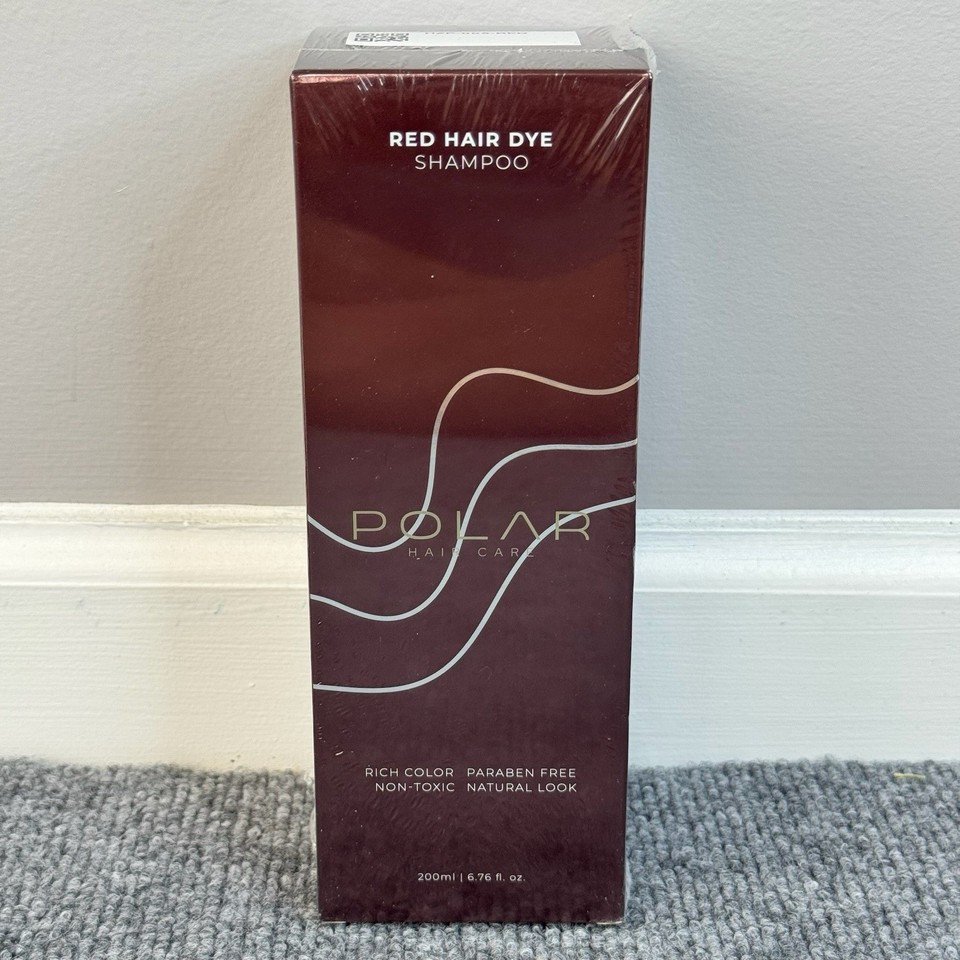 RED HAIR DYE
SHAMPOO
POLAR
HAIR CARE
RICH COLOR PARABEN FREE
NON-TOXIC NATURAL LOOK
200ml | 6.76 fl. oz.